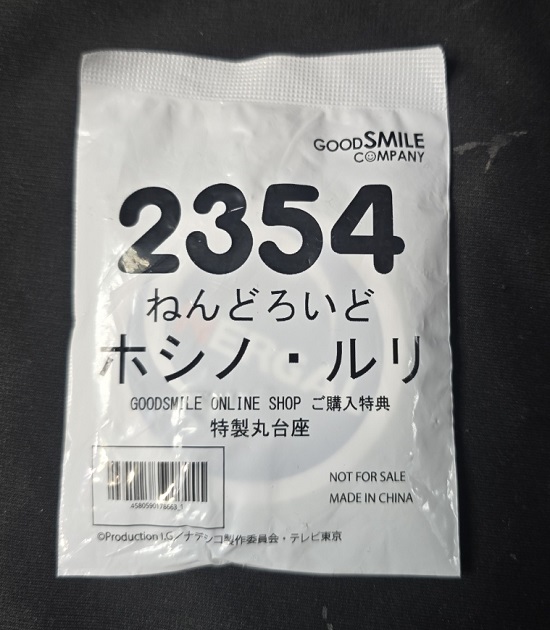 GOODSMILE
COMPANY
2354
ねんどろいど
ホシノ・ルリ
GOODSMILE ONLINE SHOP ご購入特典
特製丸台座
NOT FOR SALE
MADE IN CHINA
©Production I.G／ナデシコ製作委員会・テレビ東京